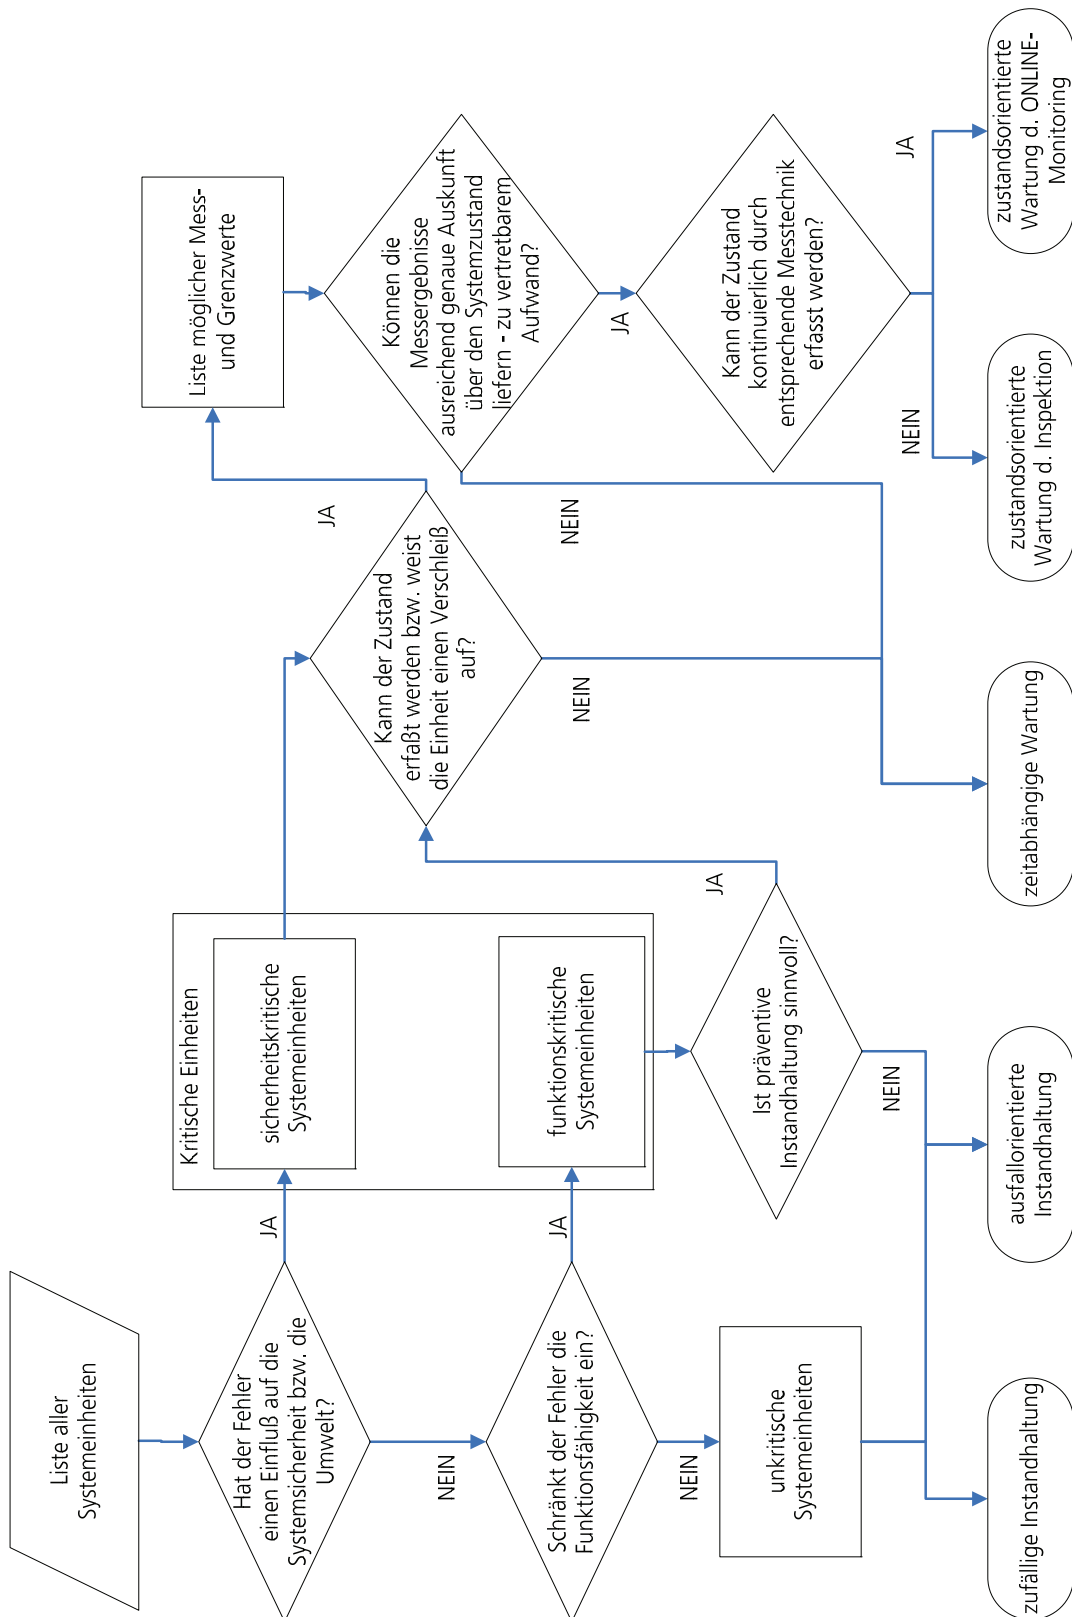 Liste aller
Systemeinheiten
Hat der Fehler
einen Einfluß auf die
Systemsicherheit bzw. die
Umwelt?
JA
NEIN
Schränkt der Fehler die
Funktionsfähigkeit ein?
JA
NEIN
unkritische
Systemeinheiten
Kritische Einheiten
sicherheitskritische
Systemeinheiten
funktionskritische
Systemeinheiten
Ist präventive
Instandhaltung sinnvoll?
JA
NEIN
Kann der Zustand
erfaßt werden bzw. weist
die Einheit einen Verschleiß
auf?
JA
NEIN
Liste möglicher Mess-
und Grenzwerte
Können die
Messergebnisse
ausreichend genaue Auskunft
über den Systemzustand
liefern - zu vertretbarem
Aufwand?
JA
NEIN
Kann der Zustand
kontinuierlich durch
entsprechende Messtechnik
erfasst werden?
NEIN
JA
zufällige Instandhaltung
ausfallorientierte
Instandhaltung
zeitabhängige Wartung
zustandsorientierte
Wartung d. Inspektion
zustandsorientierte
Wartung d. ONLINE-
Monitoring